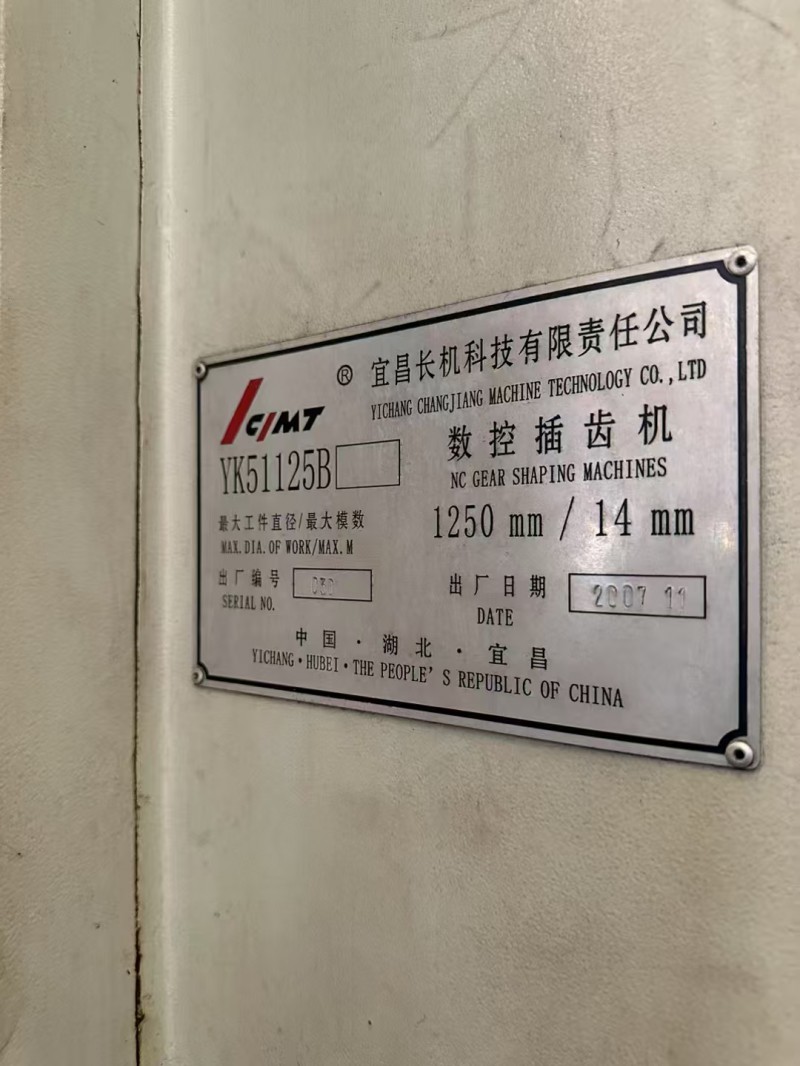 CJMT ® 宜昌长机科技有限责任公司
YICHANG CHANGJIANG MACHINE TECHNOLOGY CO.,LTD
YK51125B
数控插齿机
NC GEAR SHAPING MACHINES
最大工件直径/最大模数
MAX.DIA.OF WORK/MAX.M
1250 mm / 14 mm
出厂编号
SERIAL NO.
出厂日期 2007 11
DATE
中国·湖北·宜昌
YICHANG·HUBEI·THE PEOPLE'S REPUBLIC OF CHINA